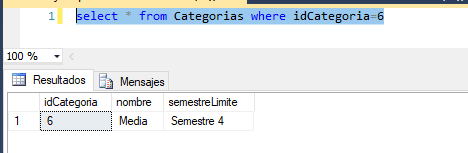 1 select * from Categorias where idCategoria=6
100 %
Resultados Mensajes
idCategoria nombre semestreLimite
1 6 Media Semestre 4